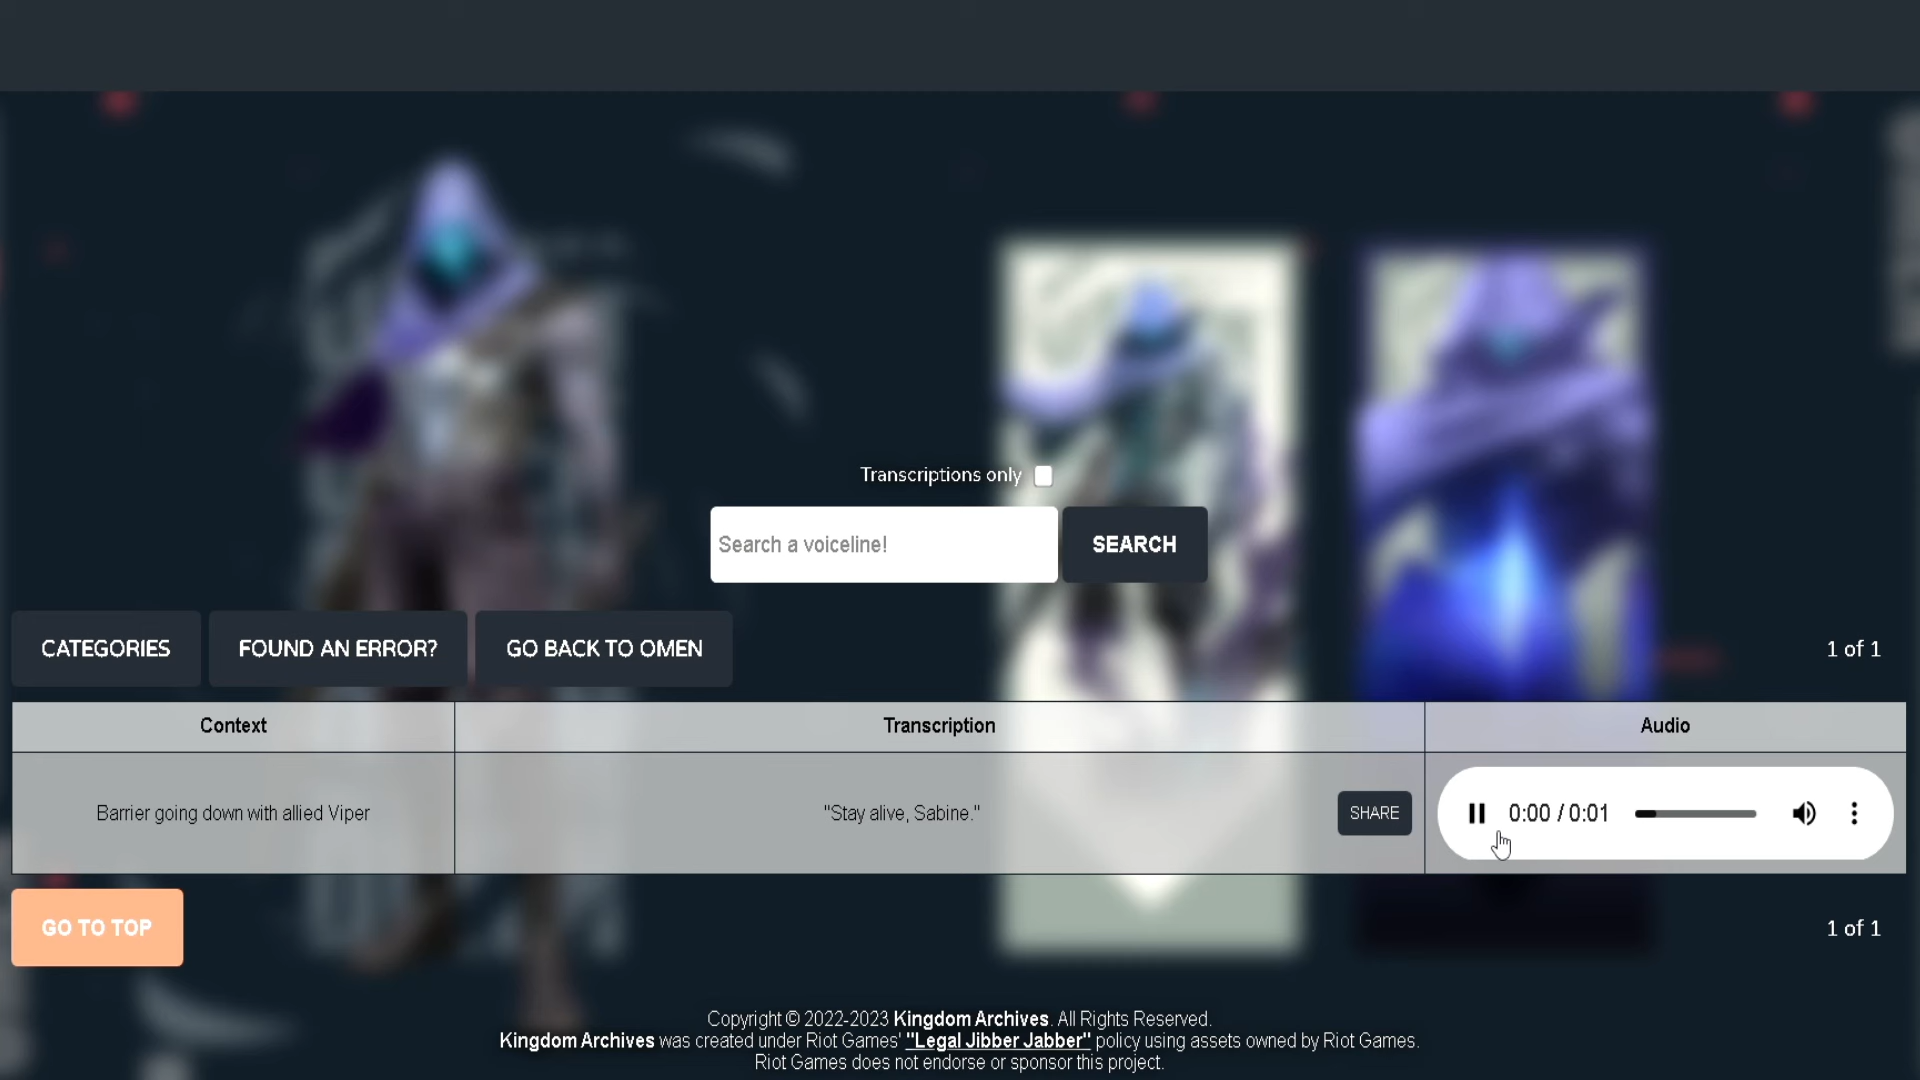 Transcriptions only
Search a voiceline!
SEARCH
CATEGORIES
FOUND AN ERROR?
GO BACK TO OMEN
1 of 1
Context
Transcription
Audio
Barrier going down with allied Viper
"Stay alive, Sabine."
SHARE
0:00 / 0:01
GO TO TOP
1 of 1
Copyright © 2022-2023 Kingdom Archives. All Rights Reserved.
Kingdom Archives was created under Riot Games' "Legal Jibber Jabber" policy using assets owned by Riot Games.
Riot Games does not endorse or sponsor this project.